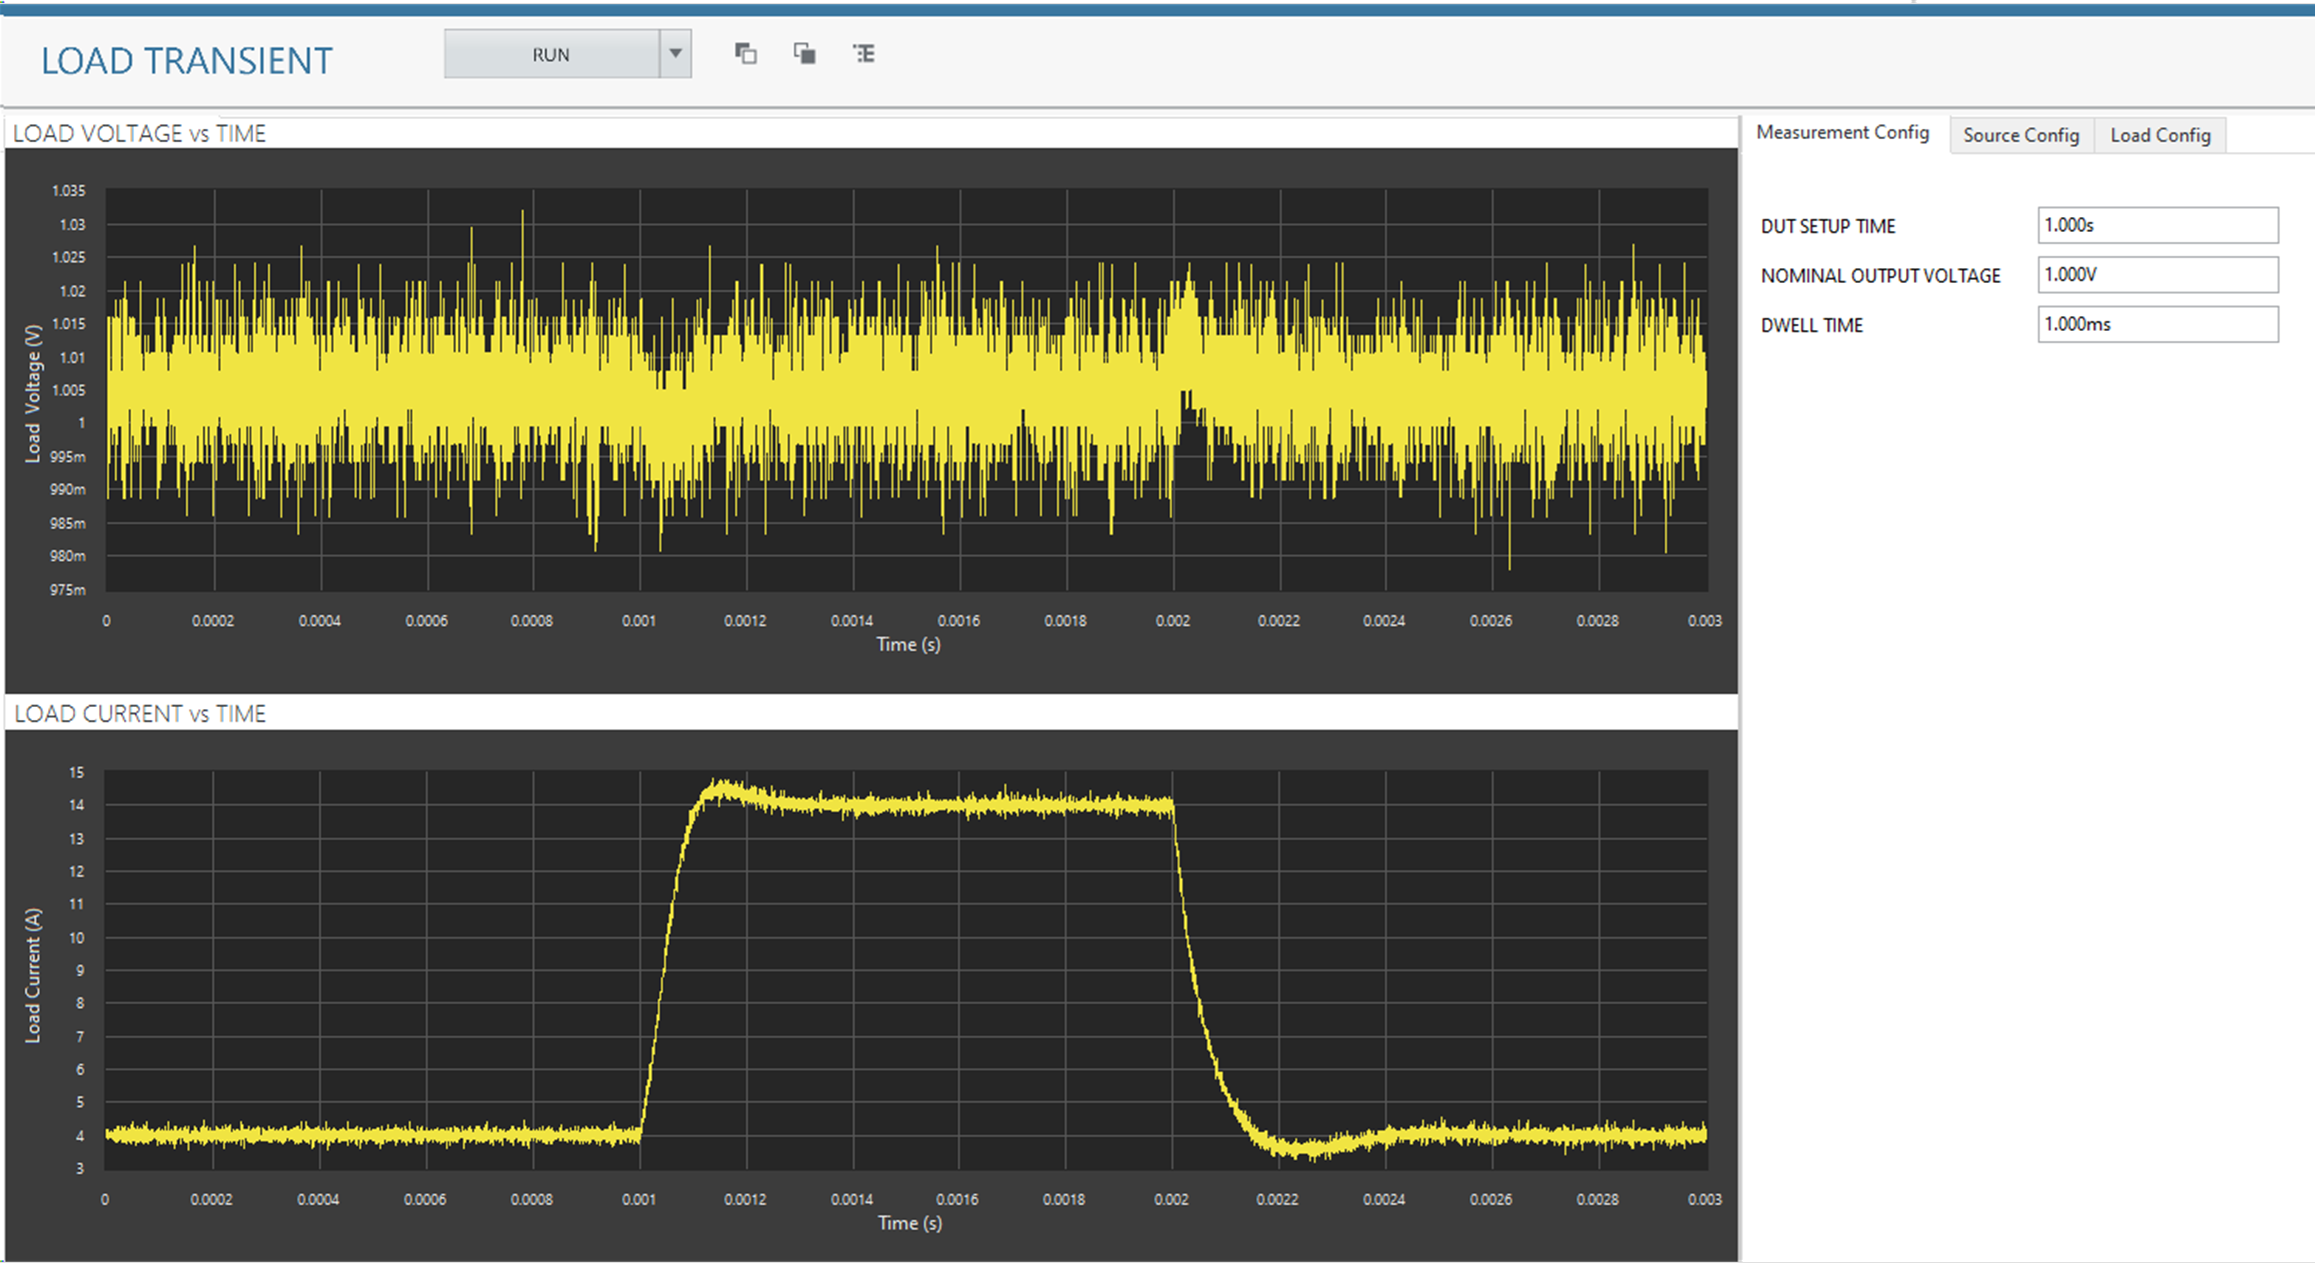 LOAD TRANSIENT
RUN
LOAD VOLTAGE vs TIME
Load Voltage (V)
1.035
1.03
1.025
1.02
1.015
1.01
1.005
1
995m
990m
985m
980m
975m
0 0.0002 0.0004 0.0006 0.0008 0.001 0.0012 0.0014 0.0016 0.0018 0.002 0.0022 0.0024 0.0026 0.0028 0.003
Time (s)
LOAD CURRENT vs TIME
Load Current (A)
15
14
13
12
11
10
9
8
7
6
5
4
3
0 0.0002 0.0004 0.0006 0.0008 0.001 0.0012 0.0014 0.0016 0.0018 0.002 0.0022 0.0024 0.0026 0.0028 0.003
Time (s)
Measurement Config Source Config Load Config
DUT SETUP TIME 1.000s
NOMINAL OUTPUT VOLTAGE 1.000V
DWELL TIME 1.000ms